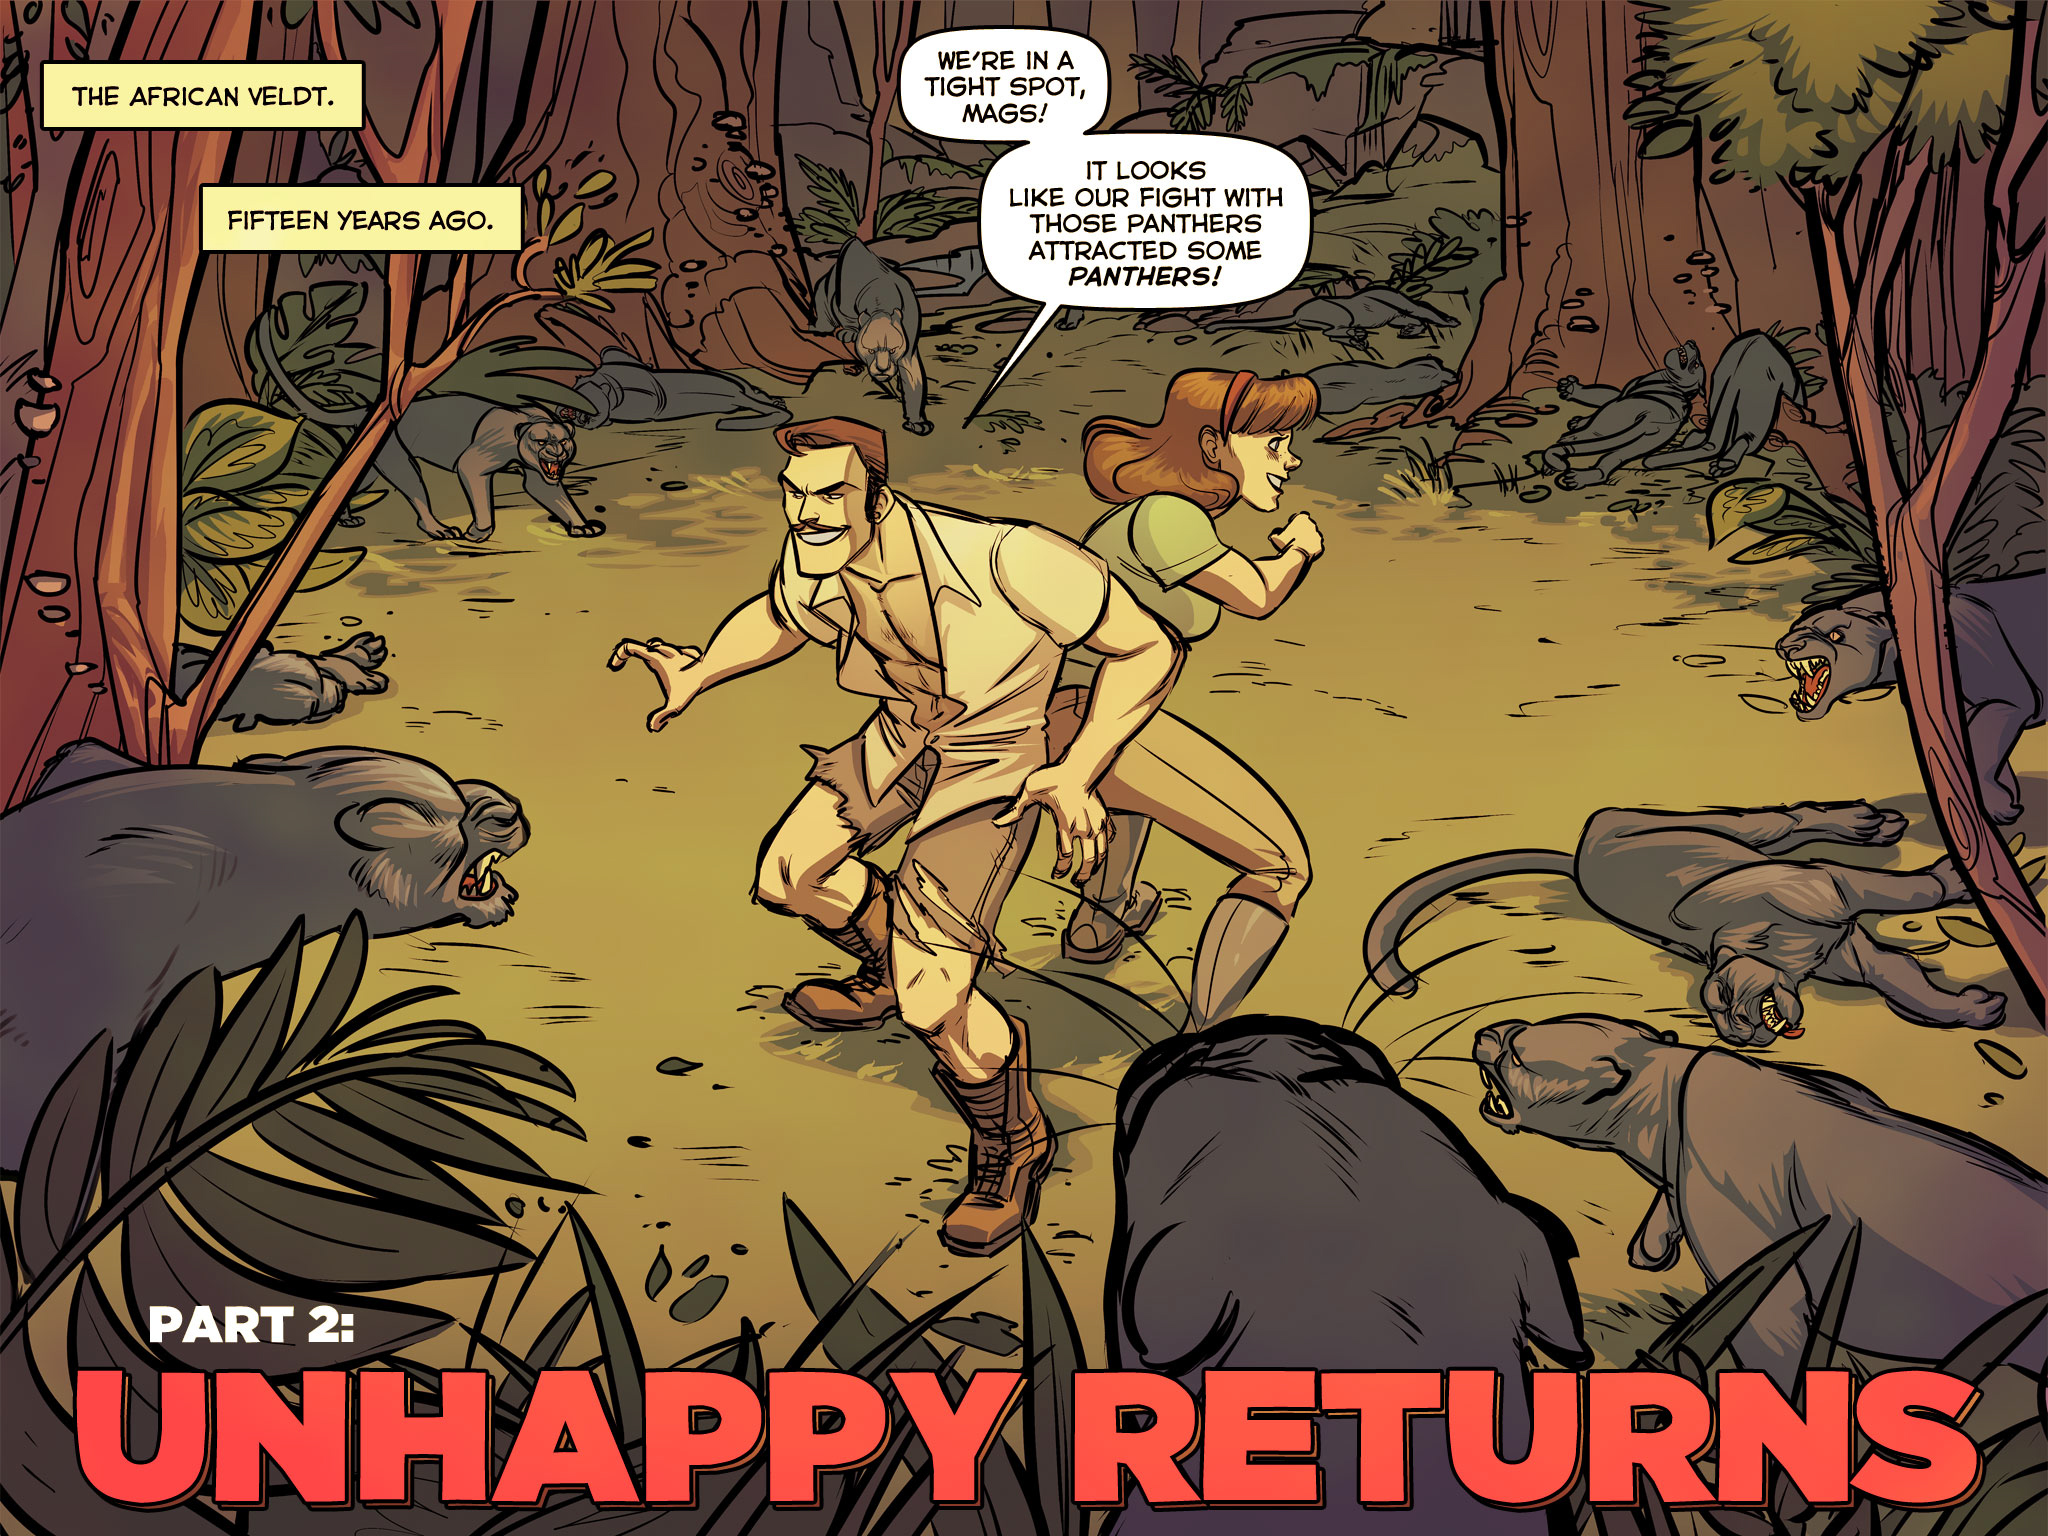 THE AFRICAN VELDT.
FIFTEEN YEARS AGO.
WE'RE IN A
TIGHT SPOT,
MAGS!
IT LOOKS
LIKE OUR FIGHT WITH
THOSE PANTHERS
ATTRACTED SOME
PANTHERS!
PART 2:
UNHAPPY RETURNS